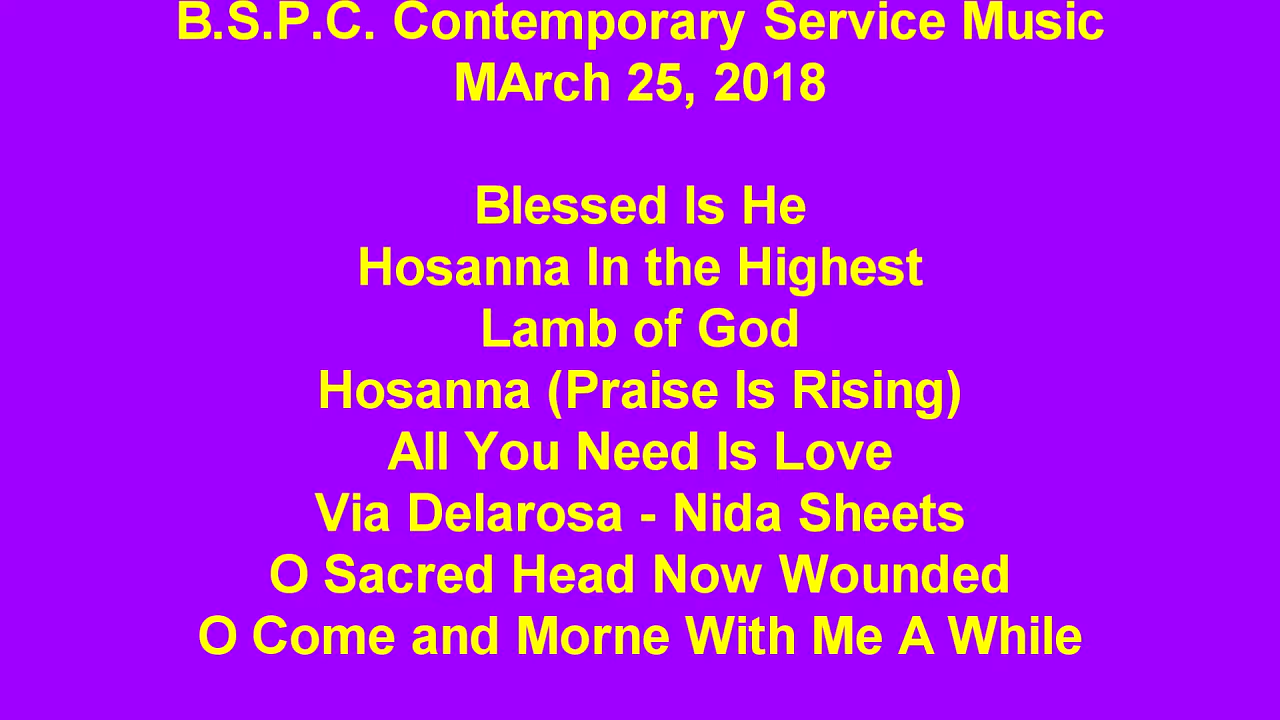 B.S.P.C. Contemporary Service Music
MArch 25, 2018
Blessed Is He
Hosanna In the Highest
Lamb of God
Hosanna (Praise Is Rising)
All You Need Is Love
Via Delarosa - Nida Sheets
O Sacred Head Now Wounded
O Come and Morne With Me A While